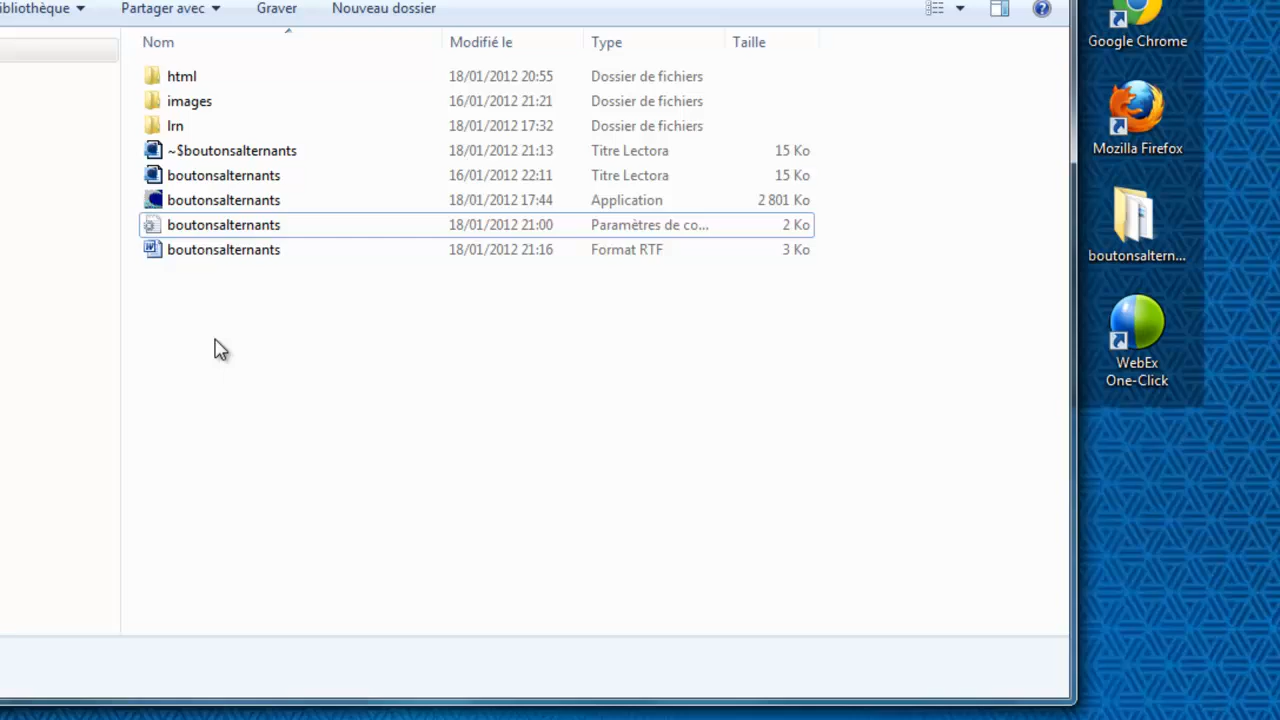 ibliothèque Partager avec Graver Nouveau dossier
Nom Modifié le Type Taille
html 18/01/2012 20:55 Dossier de fichiers
images 16/01/2012 21:21 Dossier de fichiers
lrn 18/01/2012 17:32 Dossier de fichiers
~$boutonsalternants 18/01/2012 21:13 Titre Lectora 15 Ko
boutonsalternants 16/01/2012 22:11 Titre Lectora 15 Ko
boutonsalternants 18/01/2012 17:44 Application 2 801 Ko
boutonsalternants 18/01/2012 21:00 Paramètres de co... 2 Ko
boutonsalternants 18/01/2012 21:16 Format RTF 3 Ko
Google Chrome
Mozilla Firefox
boutonsaltern...
WebEx
One-Click